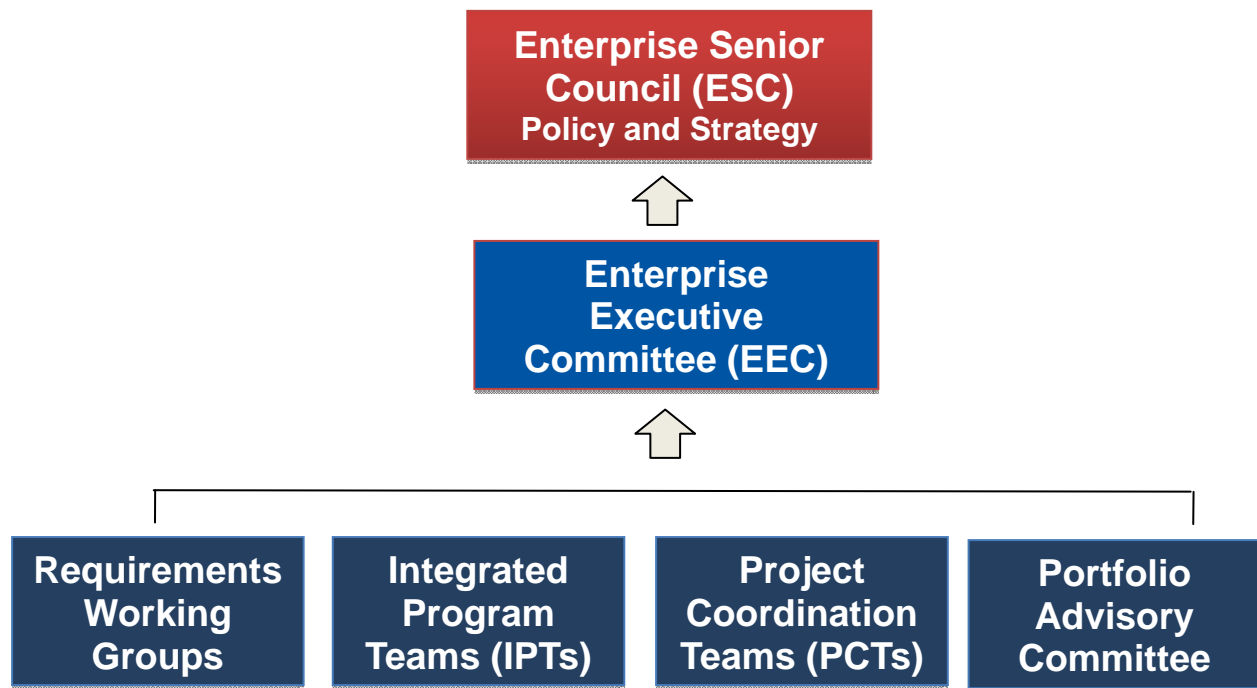 Enterprise Senior
Council (ESC)
Policy and Strategy
Enterprise
Executive
Committee (EEC)
Requirements
Working
Groups
Integrated
Program
Teams (IPTs)
Project
Coordination
Teams (PCTs)
Portfolio
Advisory
Committee